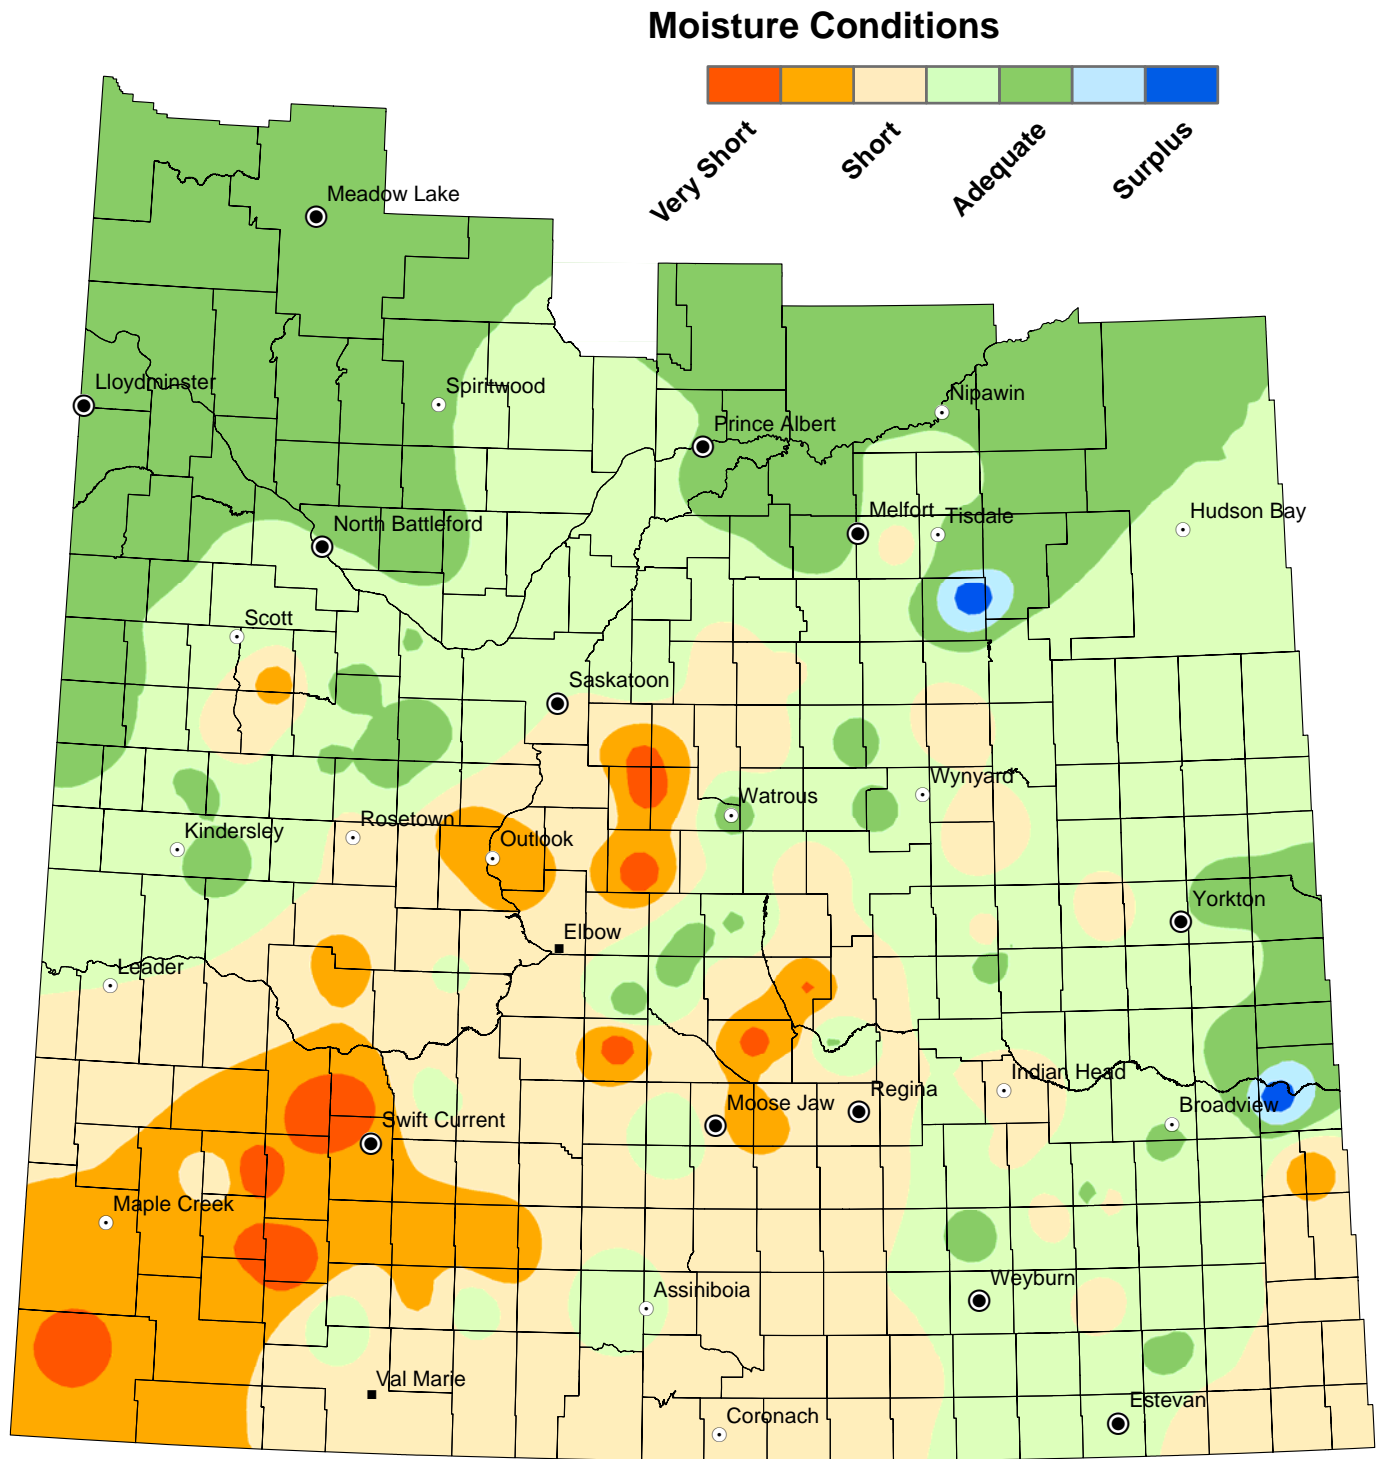 Moisture Conditions
Very Short
Short
Adequate
Surplus
Meadow Lake
Lloydminster
Spiritwood
Nipawin
Prince Albert
North Battleford
Melfort
Tisdale
Hudson Bay
Scott
Saskatoon
Wynyard
Watrous
Rosetown
Kindersley
Outlook
Yorkton
Elbow
Leader
Indian Head
Regina
Moose Jaw
Broadview
Swift Current
Maple Creek
Weyburn
Assiniboia
Val Marie
Estevan
Coronach